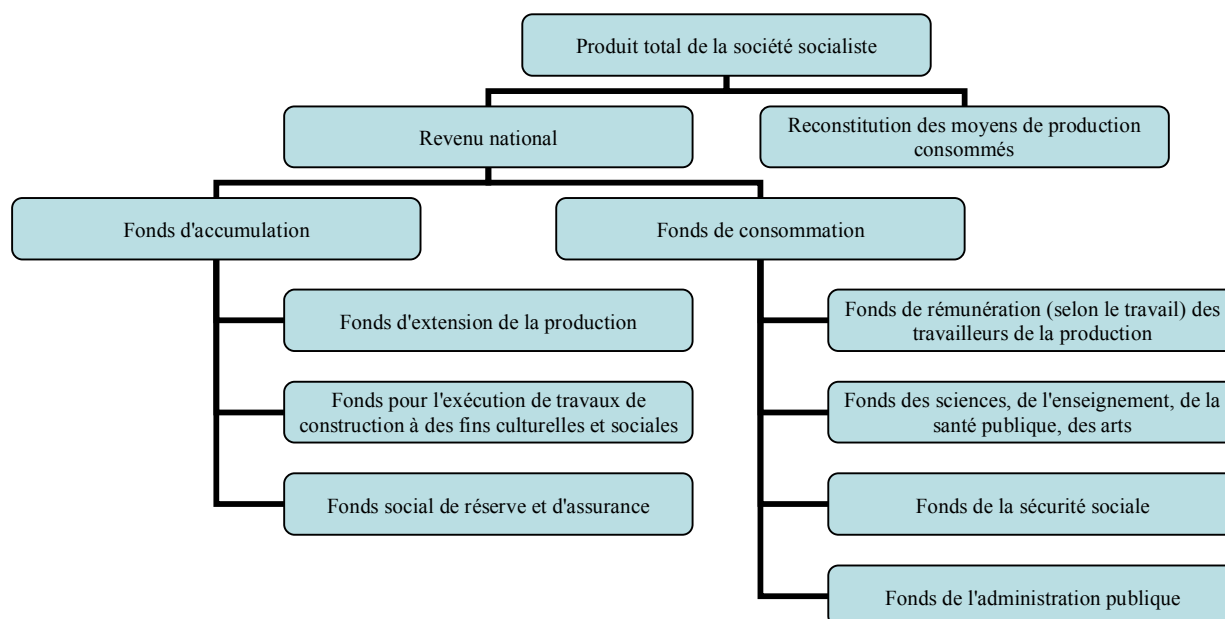 Produit total de la société socialiste
Revenu national
Reconstitution des moyens de production
consommés
Fonds d'accumulation
Fonds de consommation
Fonds d'extension de la production
Fonds pour l'exécution de travaux de
construction à des fins culturelles et sociales
Fonds social de réserve et d'assurance
Fonds de rémunération (selon le travail) des
travailleurs de la production
Fonds des sciences, de l'enseignement, de la
santé publique, des arts
Fonds de la sécurité sociale
Fonds de l'administration publique